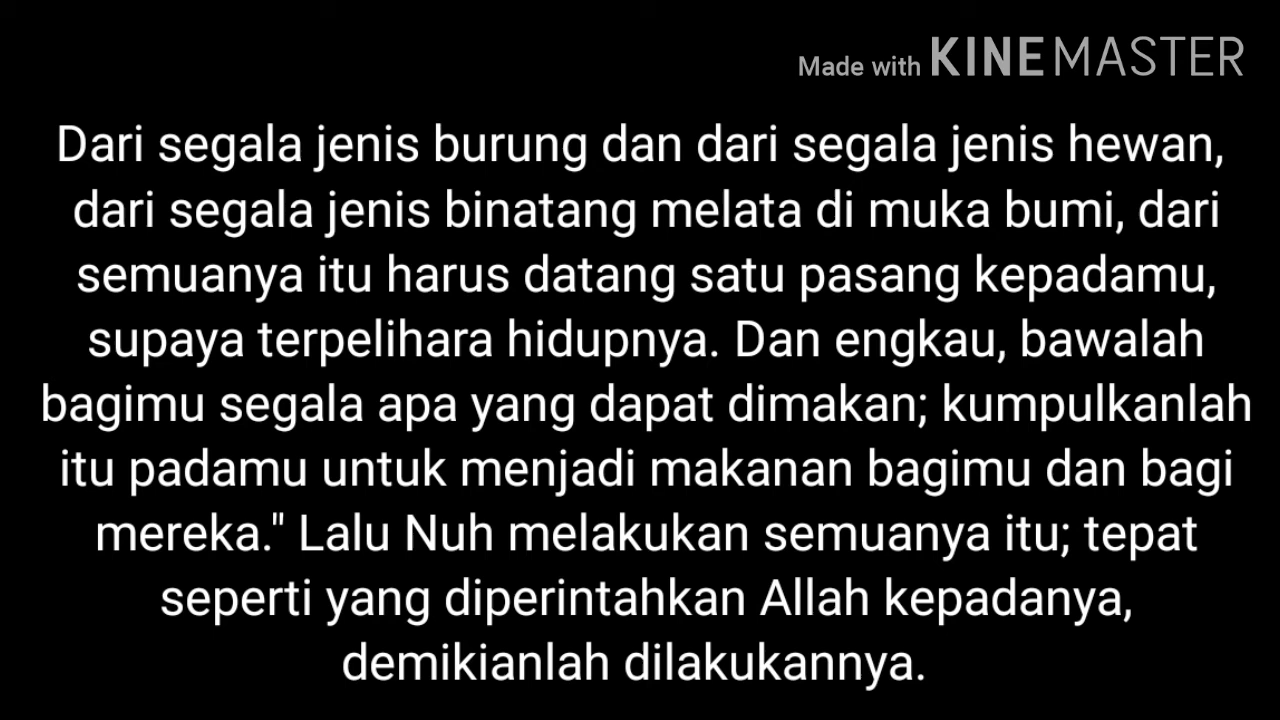 Made with KINEMASTER
Dari segala jenis burung dan dari segala jenis hewan,
dari segala jenis binatang melata di muka bumi, dari
semuanya itu harus datang satu pasang kepadamu,
supaya terpelihara hidupnya. Dan engkau, bawalah
bagimu segala apa yang dapat dimakan; kumpulkanlah
itu padamu untuk menjadi makanan bagimu dan bagi
mereka." Lalu Nuh melakukan semuanya itu; tepat
seperti yang diperintahkan Allah kepadanya,
demikianlah dilakukannya.